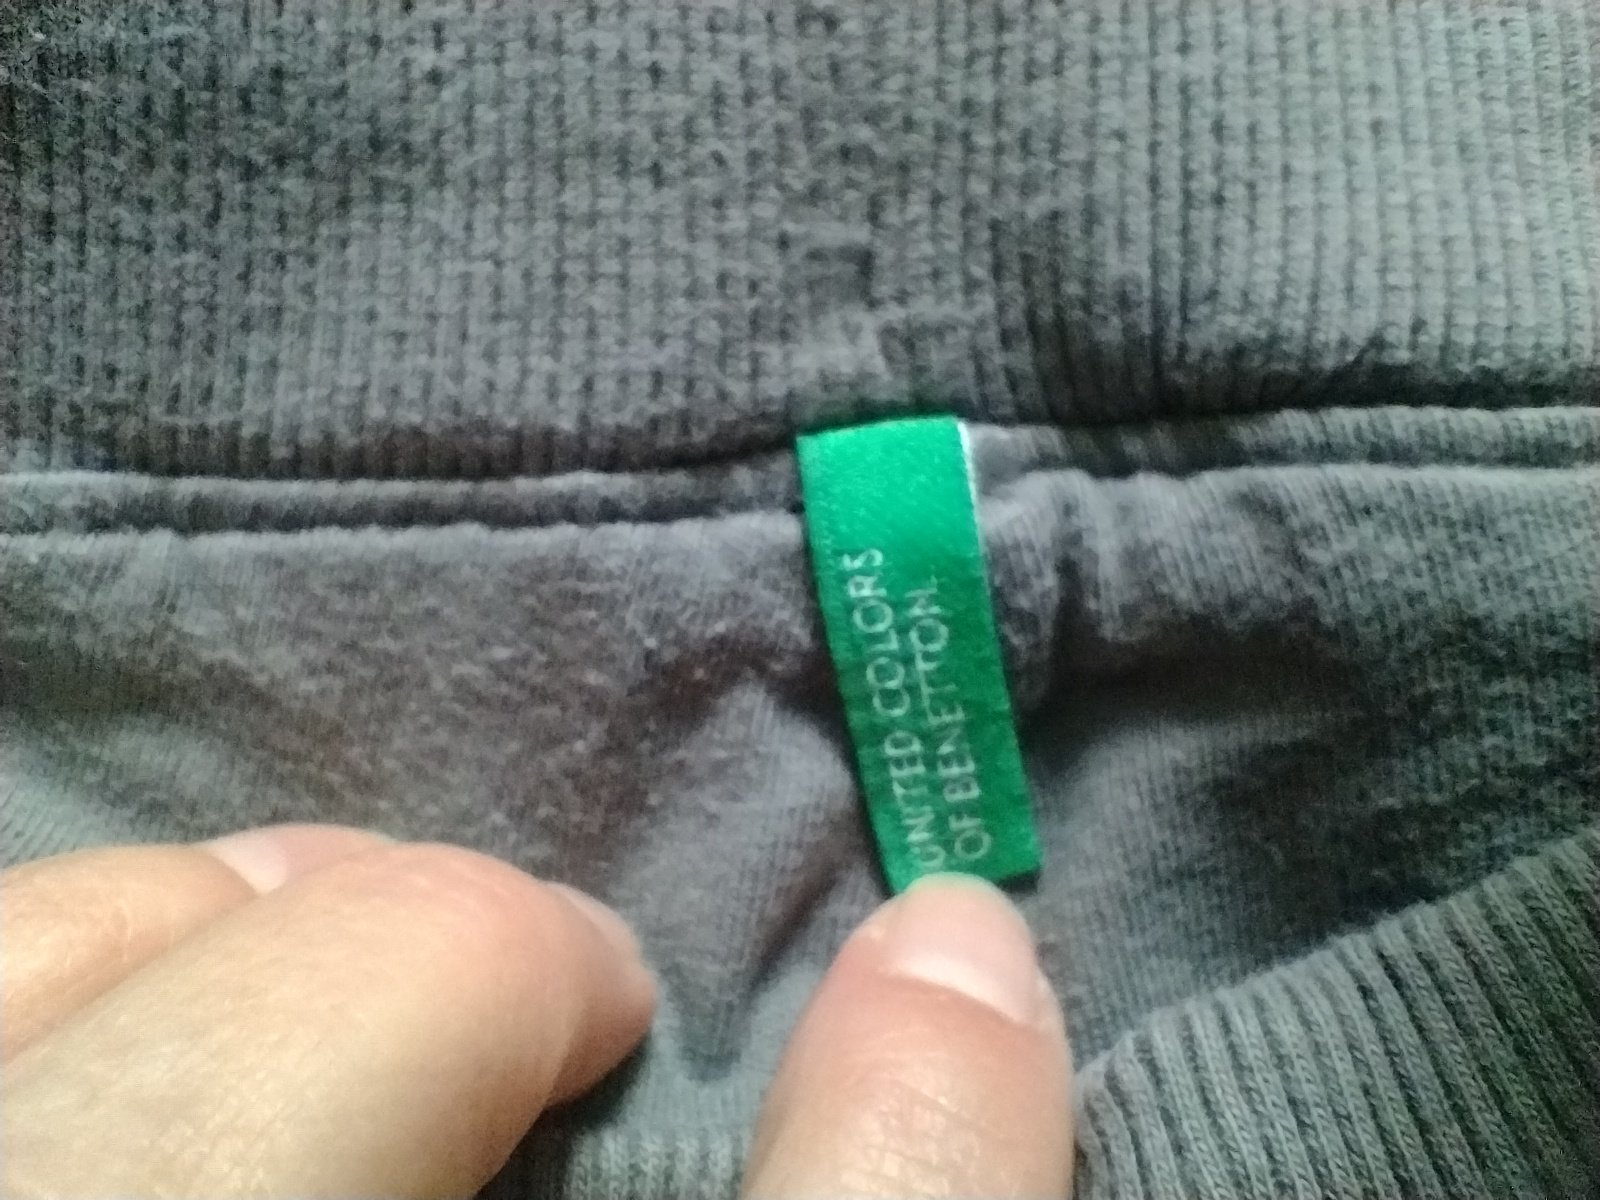 UNITED COLORS
OF BENETTON.